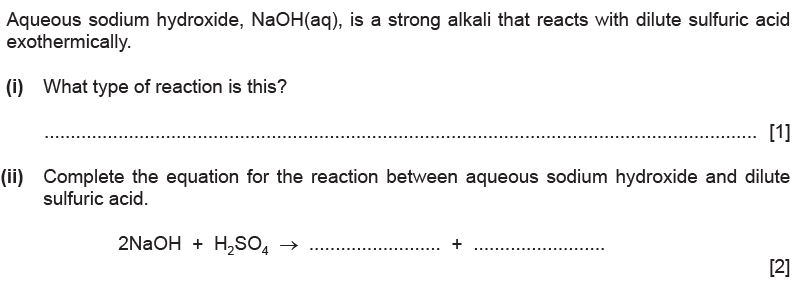 Aqueous sodium hydroxide, NaOH(aq), is a strong alkali that reacts with dilute sulfuric acid
exothermically.
(i) What type of reaction is this?
.......................................................................................................................................... [1]
(ii) Complete the equation for the reaction between aqueous sodium hydroxide and dilute
sulfuric acid.
2NaOH + H₂SO₄ → ......................... + .........................
[2]